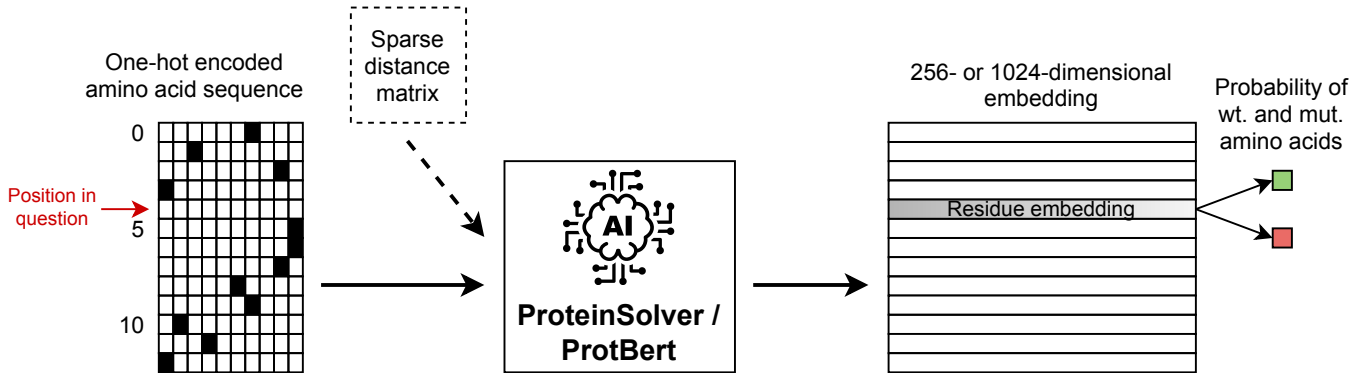 One-hot encoded
amino acid sequence
0
5
10
Position in
question
Sparse
distance
matrix
AI
ProteinSolver /
ProtBert
256- or 1024-dimensional
embedding
Residue embedding
Probability of
wt. and mut.
amino acids